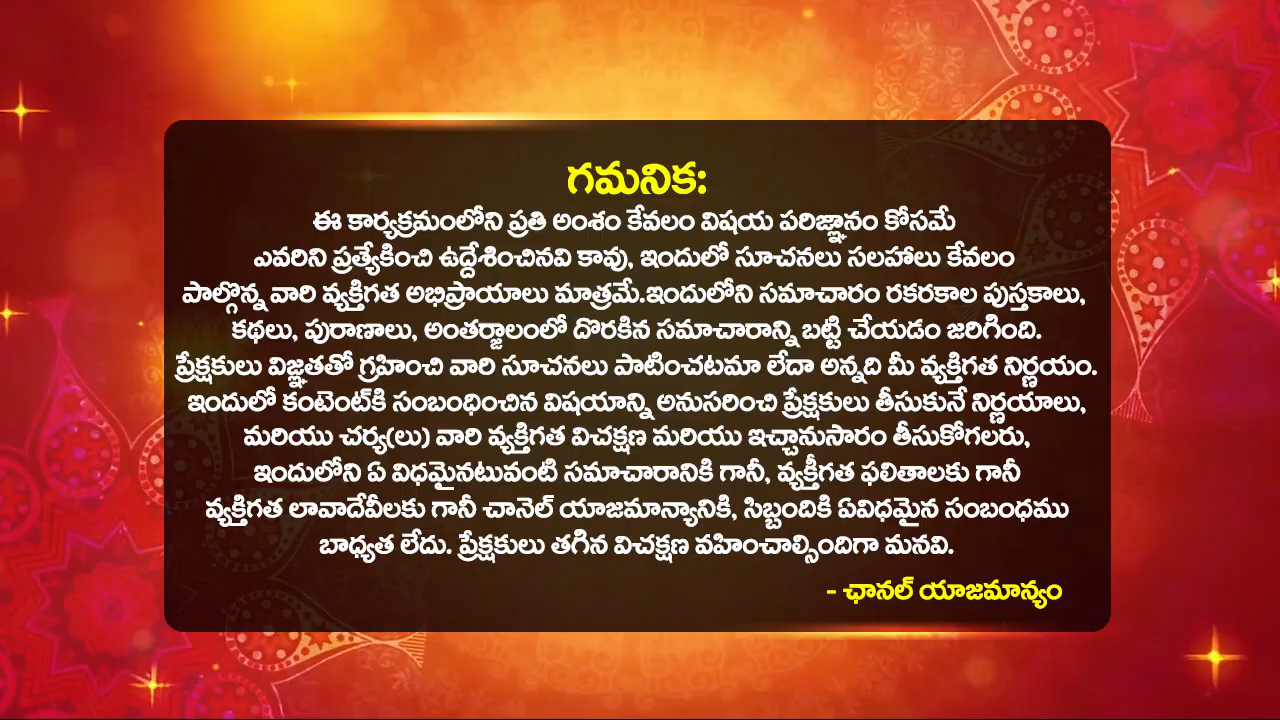 గమనిక:
ఈ కార్యక్రమంలోని ప్రతి అంశం కేవలం విషయ పరిజ్ఞానం కోసమే
ఎవరిని ప్రత్యేకించి ఉద్దేశించినవి కావు, ఇందులో సూచనలు సలహాలు కేవలం
పాల్గొన్న వారి వ్యక్తిగత అభిప్రాయాలు మాత్రమే.ఇందులోని సమాచారం రకరకాల పుస్తకాలు,
కథలు, పురాణాలు, అంతర్జాలంలో దొరకిన సమాచారాన్ని బట్టి చేయడం జరిగింది.
ప్రేక్షకులు విజ్ఞతతో గ్రహించి వారి సూచనలు పాటించటమా లేదా అన్నది మీ వ్యక్తిగత నిర్ణయం.
ఇందులో కంటెంట్‌కి సంబంధించిన విషయాన్ని అనుసరించి ప్రేక్షకులు తీసుకునే నిర్ణయాలు,
మరియు చర్య(లు) వారి వ్యక్తిగత విచక్షణ మరియు ఇచ్చానుసారం తీసుకోగలరు,
ఇందులోని ఏ విధమైనటువంటి సమాచారానికి గానీ, వ్యక్తీగత ఫలితాలకు గానీ
వ్యక్తిగత లావాదేవీలకు గానీ చానెల్ యాజమాన్యానికి, సిబ్బందికి ఏవిధమైన సంబంధము
బాధ్యత లేదు. ప్రేక్షకులు తగిన విచక్షణ వహించాల్సిందిగా మనవి.
- ఛానల్ యాజమాన్యం